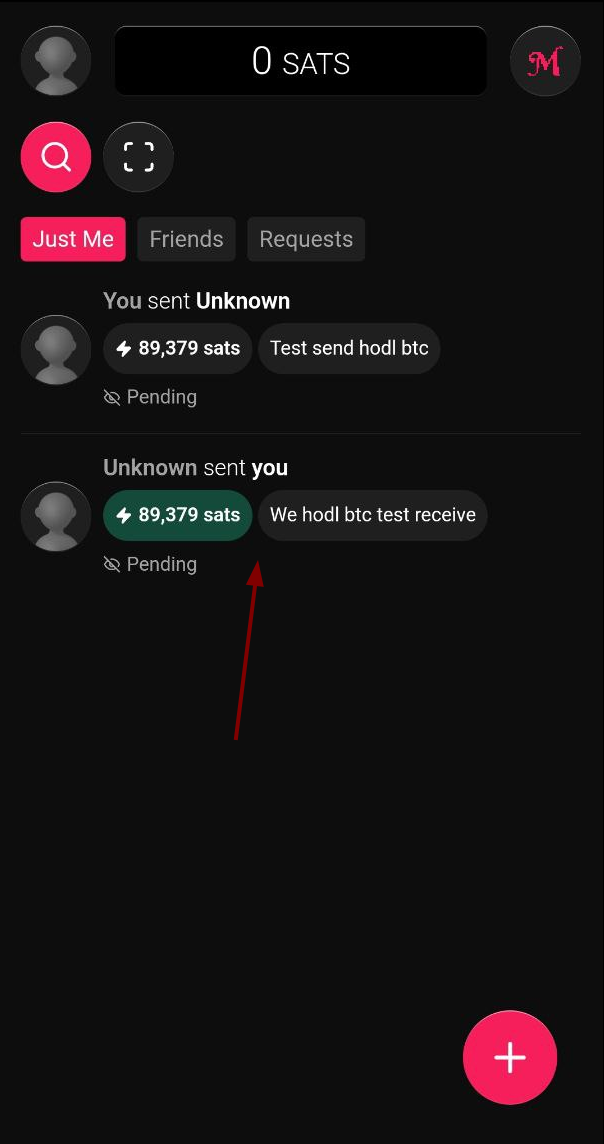 0 SATS
M
Just Me Friends Requests
You sent Unknown
89,379 sats Test send hodl btc
Pending
Unknown sent you
89,379 sats We hodl btc test receive
Pending